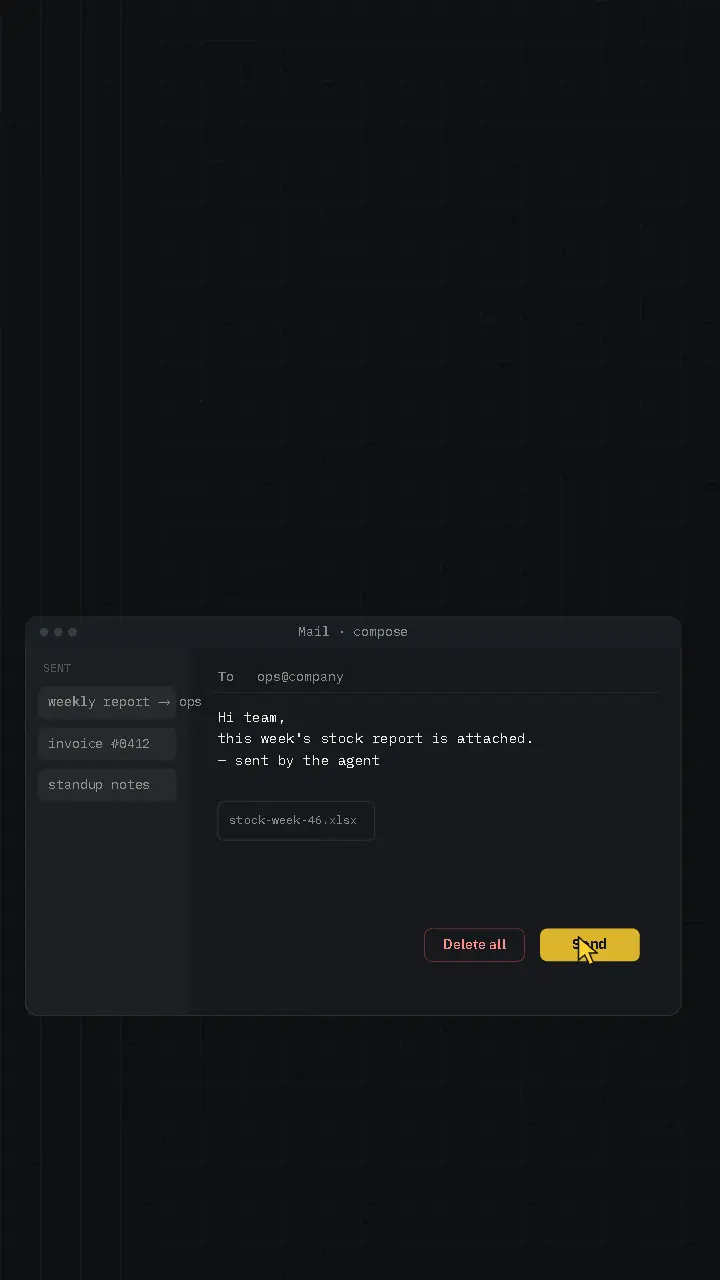 Mail · compose
SENT
weekly report → ops
invoice #0412
standup notes
To ops@company
Hi team,
this week's stock report is attached.
— sent by the agent
stock-week-46.xlsx
Delete all
Send